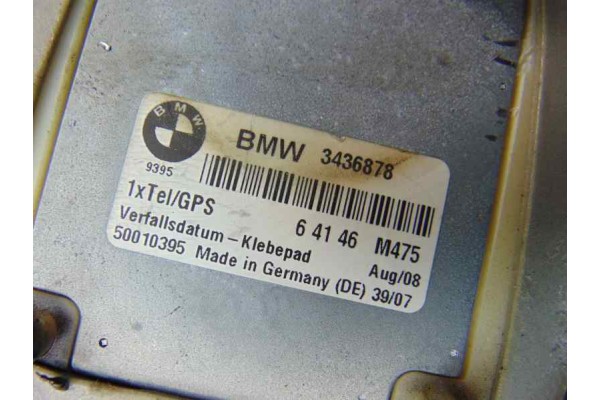 BMW
BMW 3436878
9395
1xTel/GPS 6 41 46 M475
Verfallsdatum – Klebepad Aug/08
50010395 Made in Germany (DE) 39/07